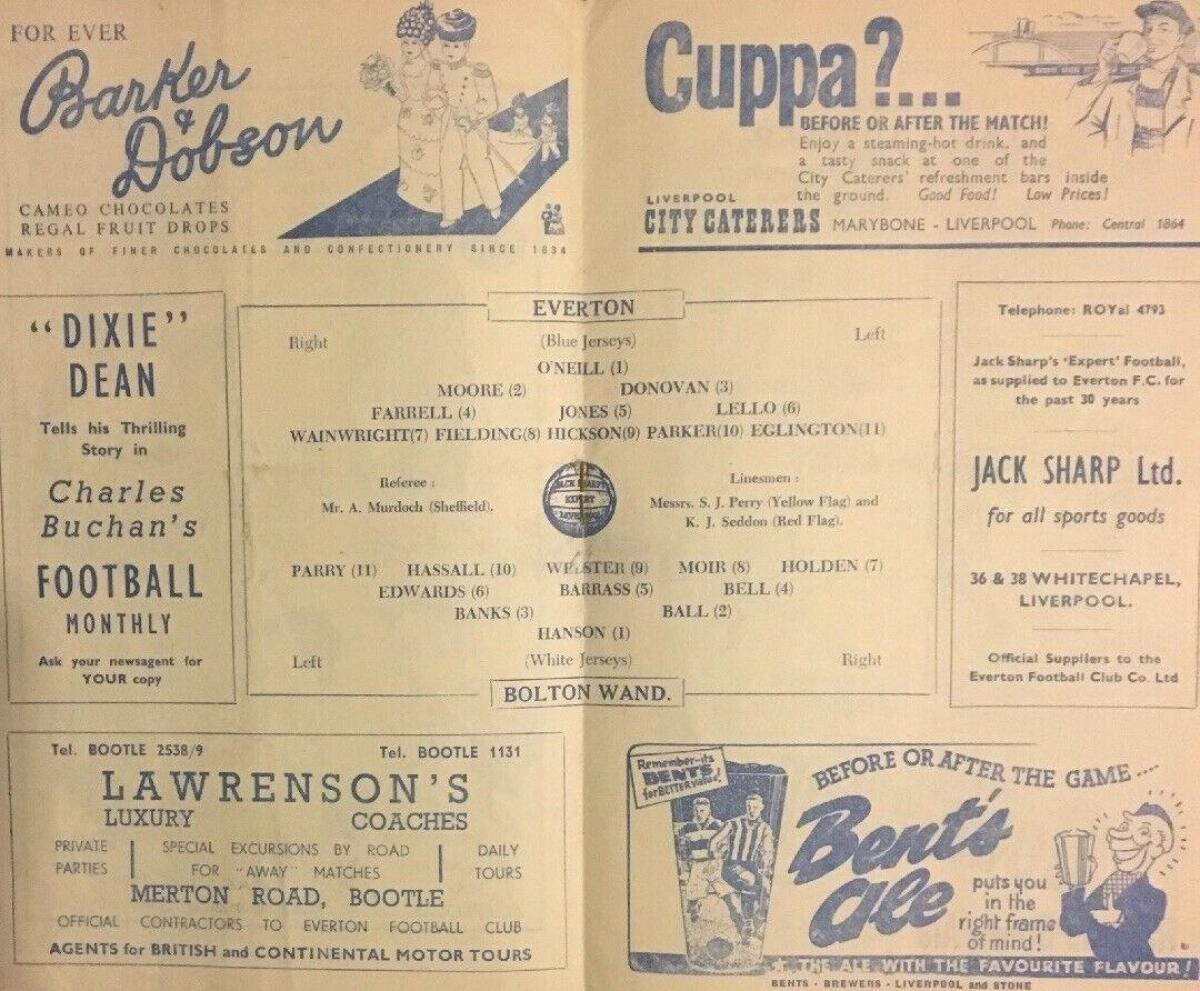 FOR EVER
Barker & Dobson
CAMEO CHOCOLATES
REGAL FRUIT DROPS
MAKERS OF FINER CHOCOLATES AND CONFECTIONERY SINCE 1834
Cuppa?...
BEFORE OR AFTER THE MATCH!
Enjoy a steaming-hot drink, and
a tasty snack at one of the
City Caterers' refreshment bars inside
the ground. Good Food! Low Prices!
LIVERPOOL
CITY CATERERS MARYBONE - LIVERPOOL Phone: Central 1864
"DIXIE"
DEAN
Tells his Thrilling
Story in
Charles
Buchan's
FOOTBALL
MONTHLY
Ask your newsagent for
YOUR copy
EVERTON
Right (Blue Jerseys) Left
O'NEILL (1)
MOORE (2) DONOVAN (3)
FARRELL (4) JONES (5) LELLO (6)
WAINWRIGHT(7) FIELDING(8) HICKSON(9) PARKER(10) EGLINGTON(11)
Referee :
Mr. A. Murdoch (Sheffield).
JACK SHARP
EXPERT
LIVERPOOL
Linesmen :
Messrs. S. J. Perry (Yellow Flag) and
K. J. Seddon (Red Flag).
PARRY (11) HASSALL (10) WEBSTER (9) MOIR (8) HOLDEN (7)
EDWARDS (6) BARRASS (5) BELL (4)
BANKS (3) BALL (2)
HANSON (1)
Left (White Jerseys) Right
BOLTON WAND.
Telephone: ROYal 4793
Jack Sharp's 'Expert' Football,
as supplied to Everton F.C. for
the past 30 years
JACK SHARP Ltd.
for all sports goods
36 & 38 WHITECHAPEL,
LIVERPOOL.
Official Suppliers to the
Everton Football Club Co. Ltd
Tel. BOOTLE 2538/9 Tel. BOOTLE 1131
LAWRENSON'S
LUXURY COACHES
PRIVATE PARTIES
SPECIAL EXCURSIONS BY ROAD
FOR "AWAY" MATCHES
DAILY TOURS
MERTON ROAD, BOOTLE
OFFICIAL CONTRACTORS TO EVERTON FOOTBALL CLUB
AGENTS for BRITISH and CONTINENTAL MOTOR TOURS
Remember-its
BENTS
for BETTER value!
BEFORE OR AFTER THE GAME ....
Bent's
Ale
puts you
in the
right frame
of mind!
★ THE ALE WITH THE FAVOURITE FLAVOUR!
BENTS - BREWERS - LIVERPOOL and STONE